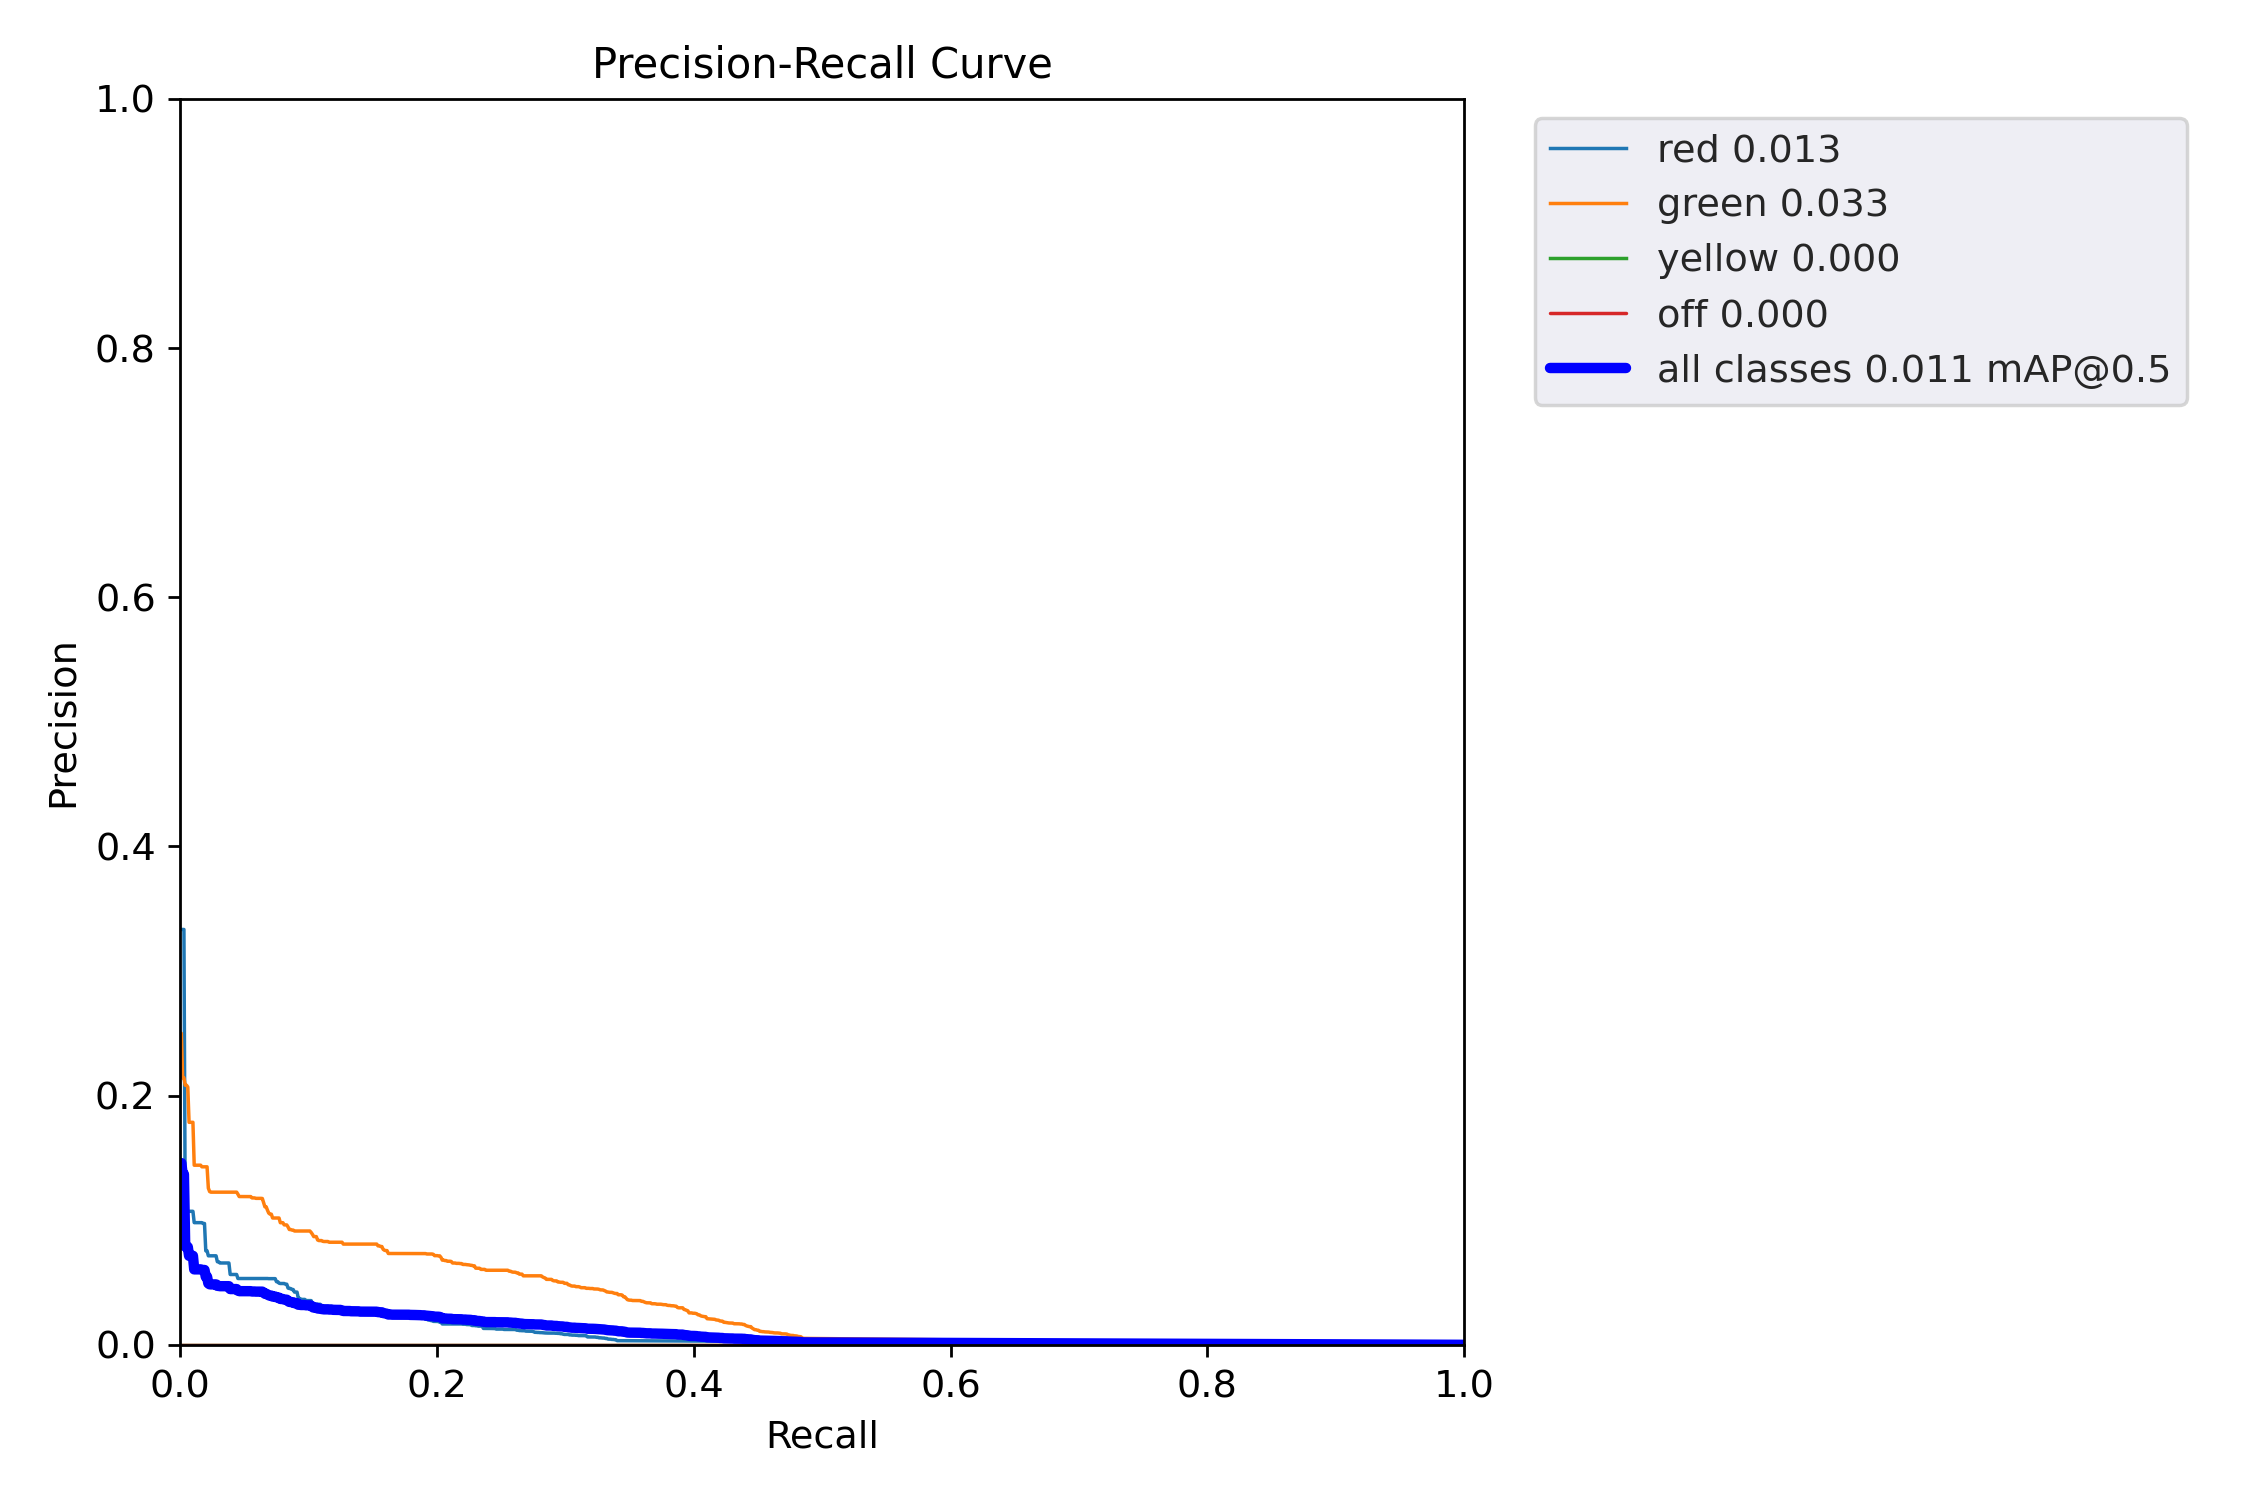 Precision-Recall Curve
1.0
0.8
0.6
0.4
0.2
0.0
Precision
0.0 0.2 0.4 0.6 0.8 1.0
Recall
red 0.013
green 0.033
yellow 0.000
off 0.000
all classes 0.011 mAP@0.5